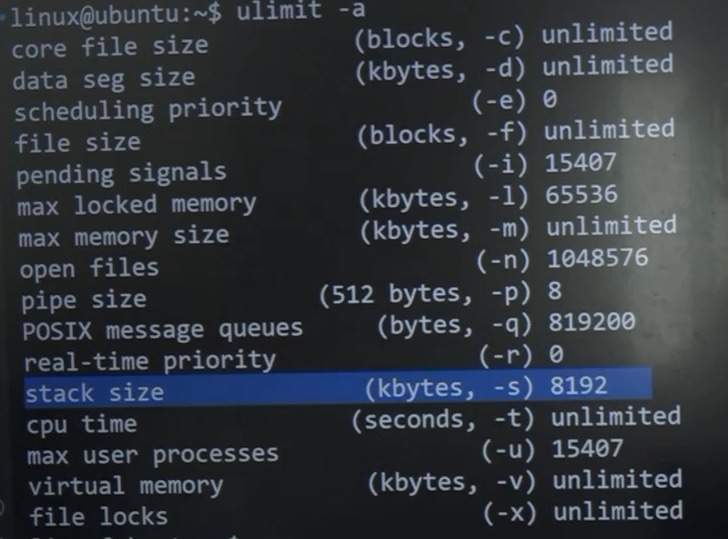 linux@ubuntu:~$ ulimit -a
core file size (blocks, -c) unlimited
data seg size (kbytes, -d) unlimited
scheduling priority (-e) 0
file size (blocks, -f) unlimited
pending signals (-i) 15407
max locked memory (kbytes, -l) 65536
max memory size (kbytes, -m) unlimited
open files (-n) 1048576
pipe size (512 bytes, -p) 8
POSIX message queues (bytes, -q) 819200
real-time priority (-r) 0
stack size (kbytes, -s) 8192
cpu time (seconds, -t) unlimited
max user processes (-u) 15407
virtual memory (kbytes, -v) unlimited
file locks (-x) unlimited